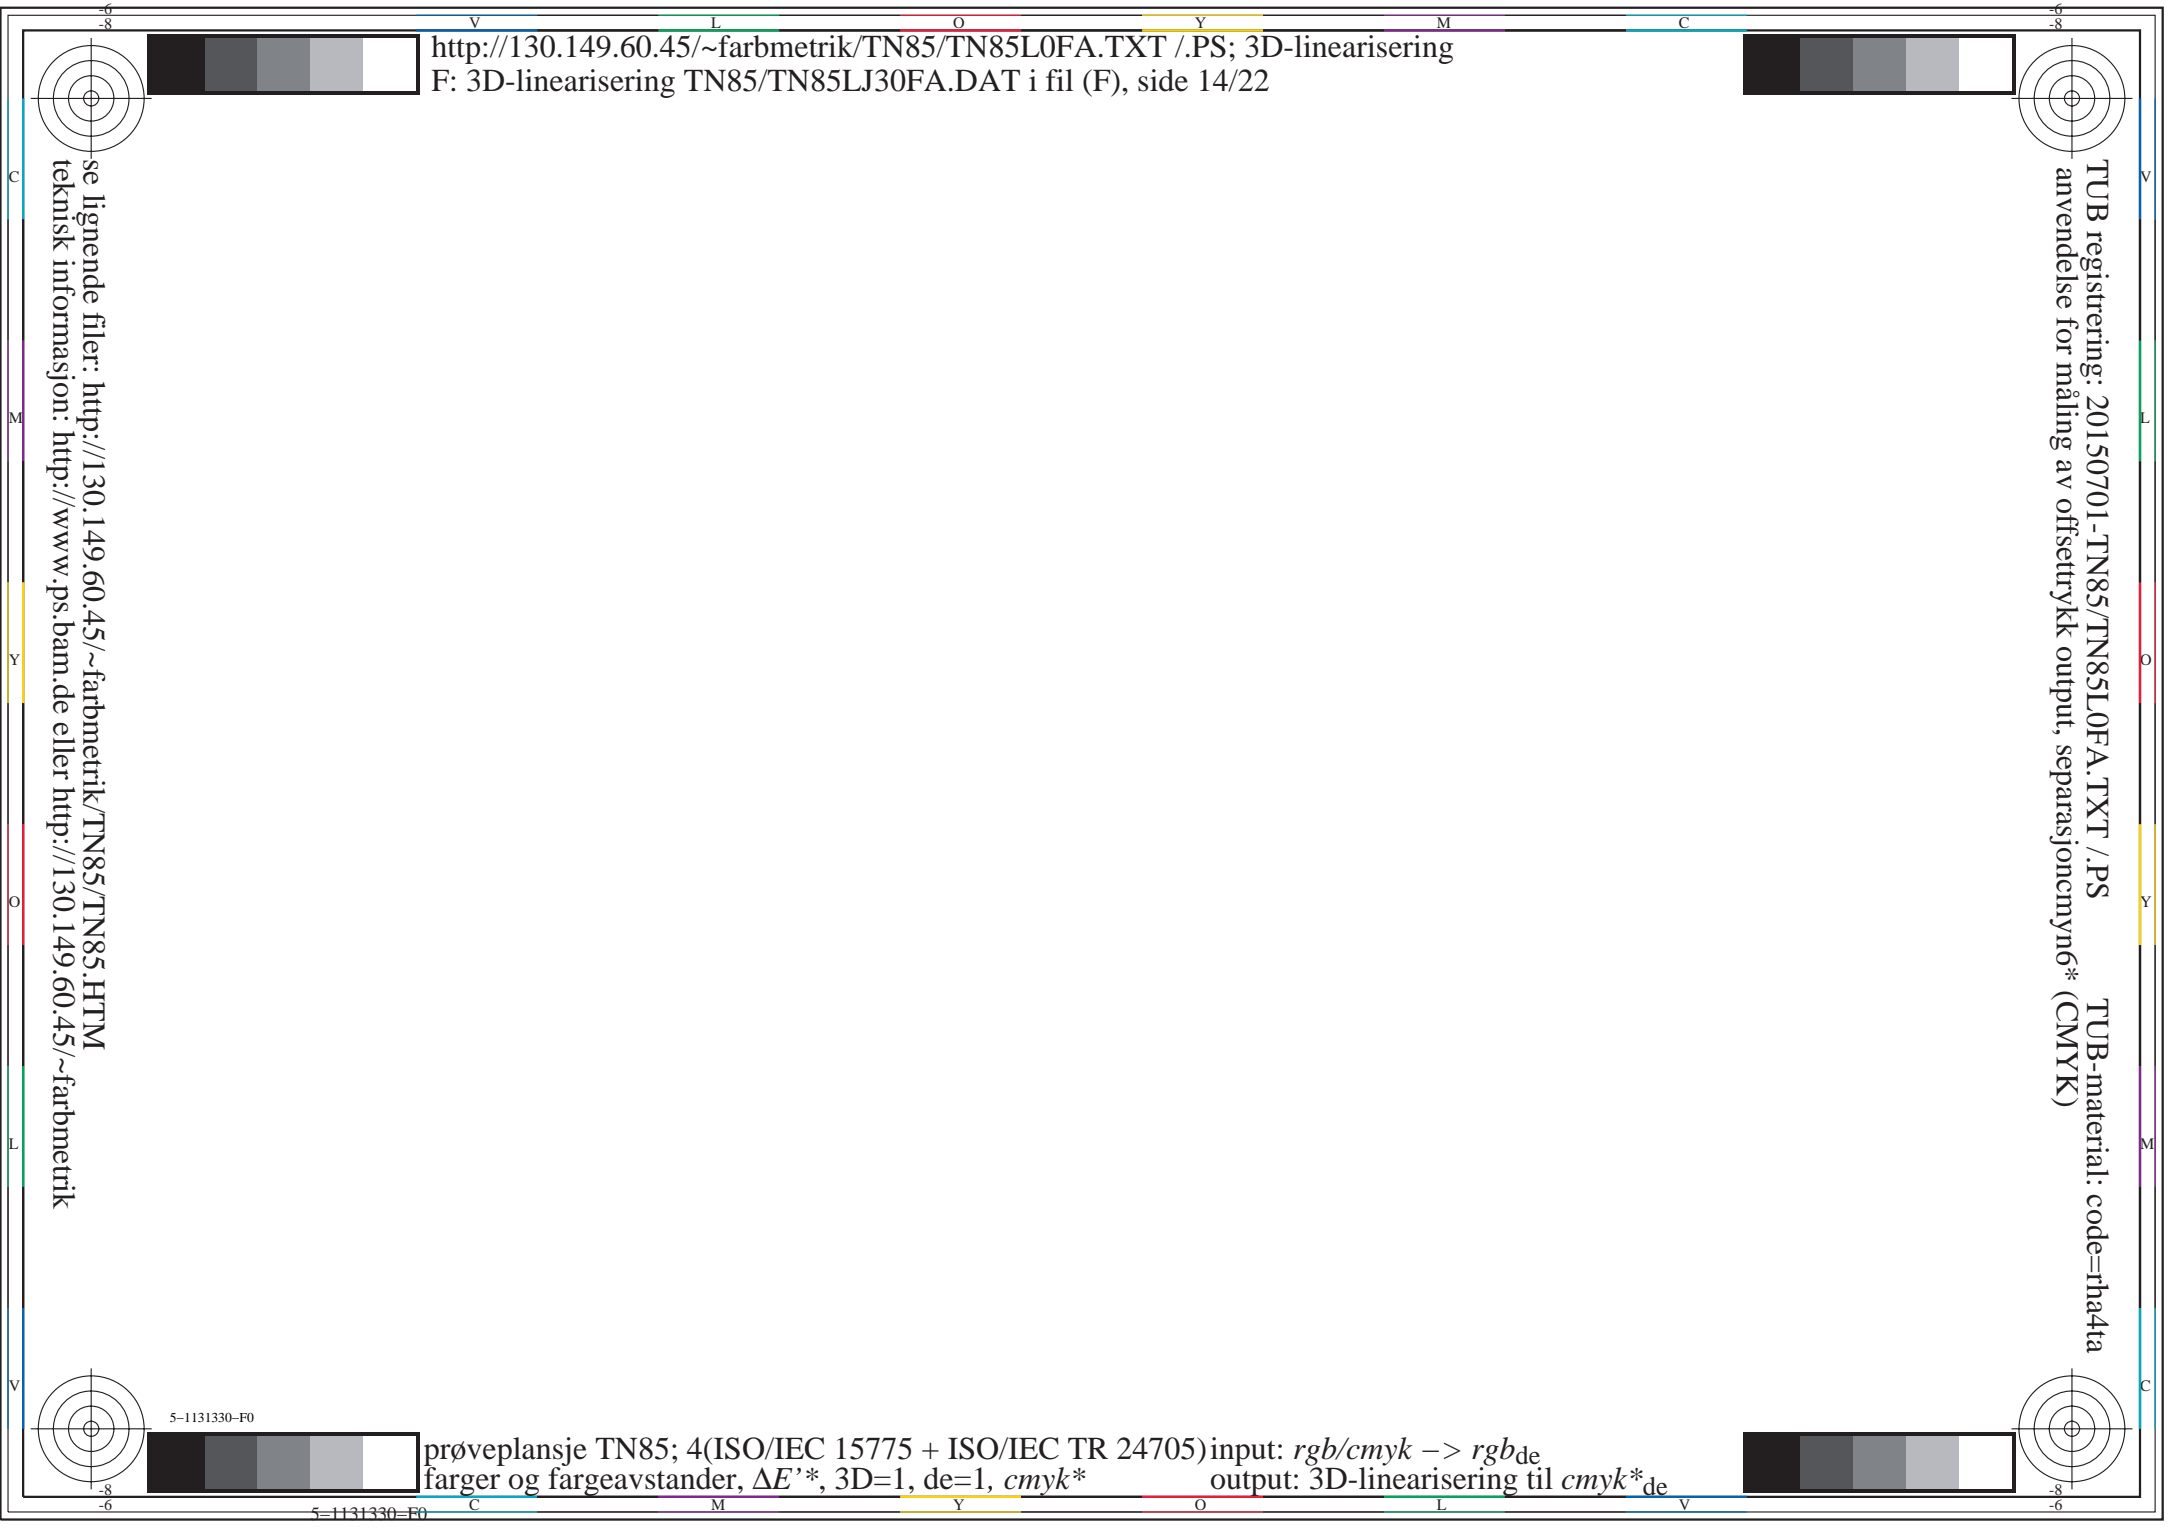 -6
-8
V
L
O
Y
M
C
-6
-8
http://130.149.60.45/~farbmetrik/TN85/TN85L0FA.TXT /.PS; 3D-linearisering
F: 3D-linearisering TN85/TN85LJ30FA.DAT i fil (F), side 14/22
C
M
Y
O
L
V
se lignende filer: http://130.149.60.45/~farbmetrik/TN85/TN85.HTM
teknisk informasjon: http://www.ps.bam.de eller http://130.149.60.45/~farbmetrik
TUB registrering: 20150701-TN85/TN85L0FA.TXT /.PS TUB-material: code=rha4ta
anvendelse for måling av offsettrykk output, separasjoncmyn6* (CMYK)
V
L
O
Y
M
C
5-1131330-F0
prøveplansje TN85; 4(ISO/IEC 15775 + ISO/IEC TR 24705)
farger og fargeavstander, ΔE'*, 3D=1, de=1, cmyk*
input: rgb/cmyk -> rgbde
output: 3D-linearisering til cmyk*de
-8
-6
5-1131330-F0
C
M
Y
O
L
V
-8
-6